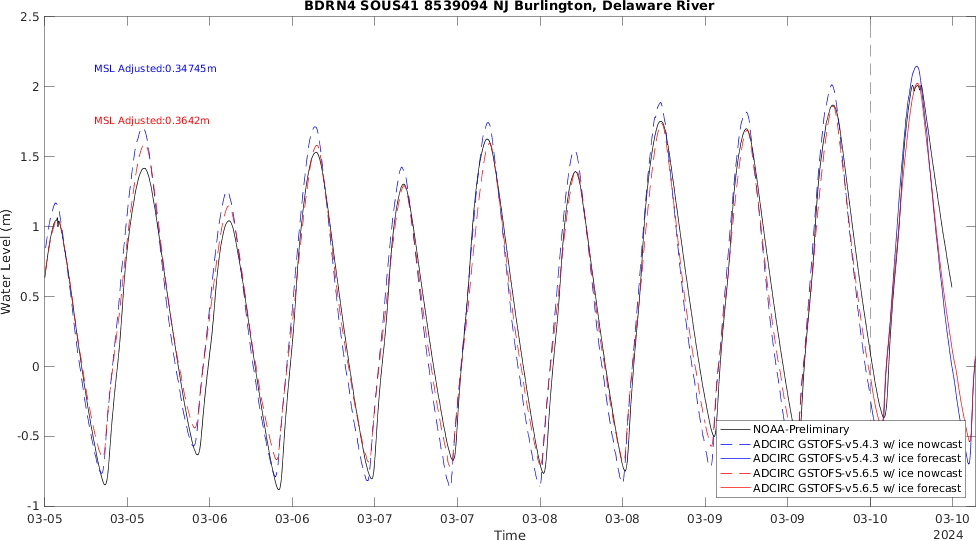 BDRN4 SOUS41 8539094 NJ Burlington, Delaware River
2.5
2
1.5
1
0.5
0
-0.5
-1
Water Level (m)
MSL Adjusted:0.34745m
MSL Adjusted:0.3642m
NOAA-Preliminary
ADCIRC GSTOFS-v5.4.3 w/ ice nowcast
ADCIRC GSTOFS-v5.4.3 w/ ice forecast
ADCIRC GSTOFS-v5.6.5 w/ ice nowcast
ADCIRC GSTOFS-v5.6.5 w/ ice forecast
03-05 03-05 03-06 03-06 03-07 03-07 03-08 03-08 03-09 03-09 03-10 03-10
Time
2024